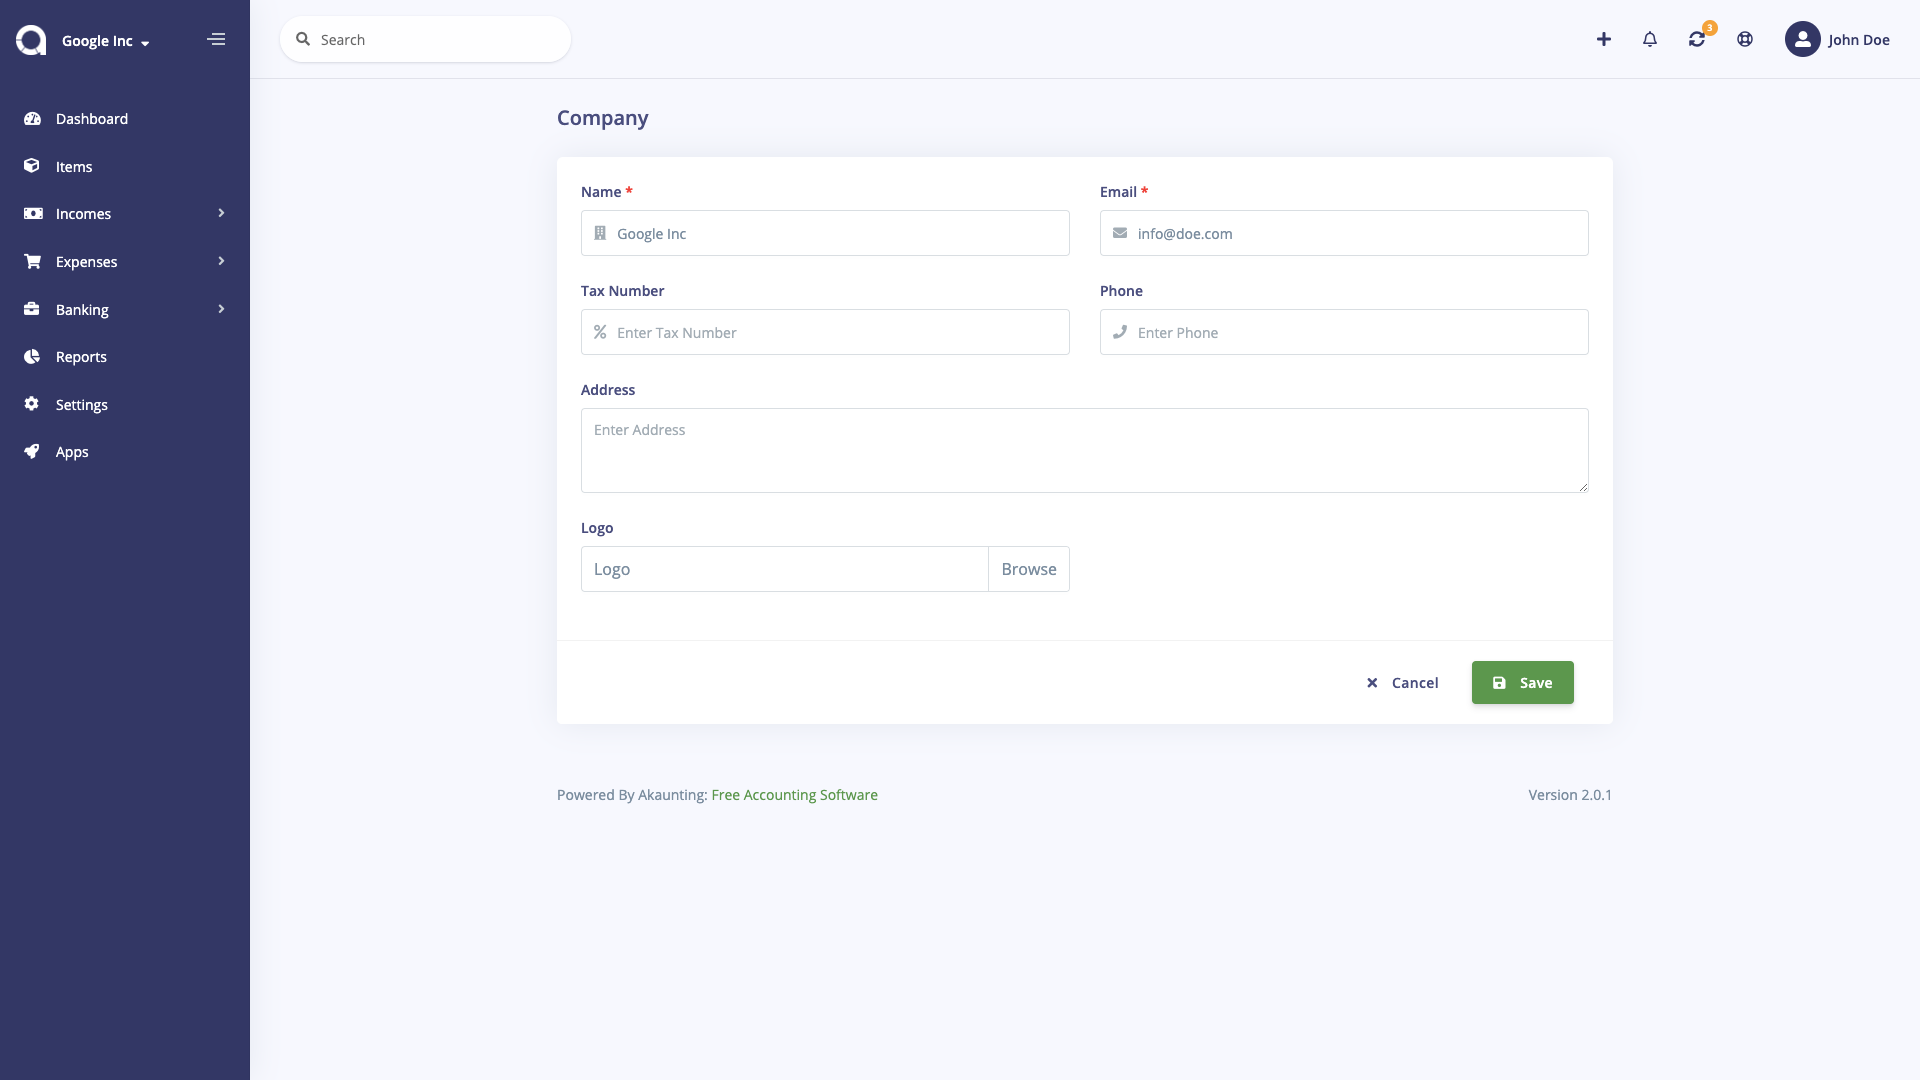 Google Inc
Search
3
John Doe
Dashboard
Items
Incomes
Expenses
Banking
Reports
Settings
Apps
Company
Name *
Email *
Google Inc
info@doe.com
Tax Number
Phone
Enter Tax Number
Enter Phone
Address
Enter Address
Logo
Logo
Browse
Cancel
Save
Powered By Akaunting: Free Accounting Software
Version 2.0.1